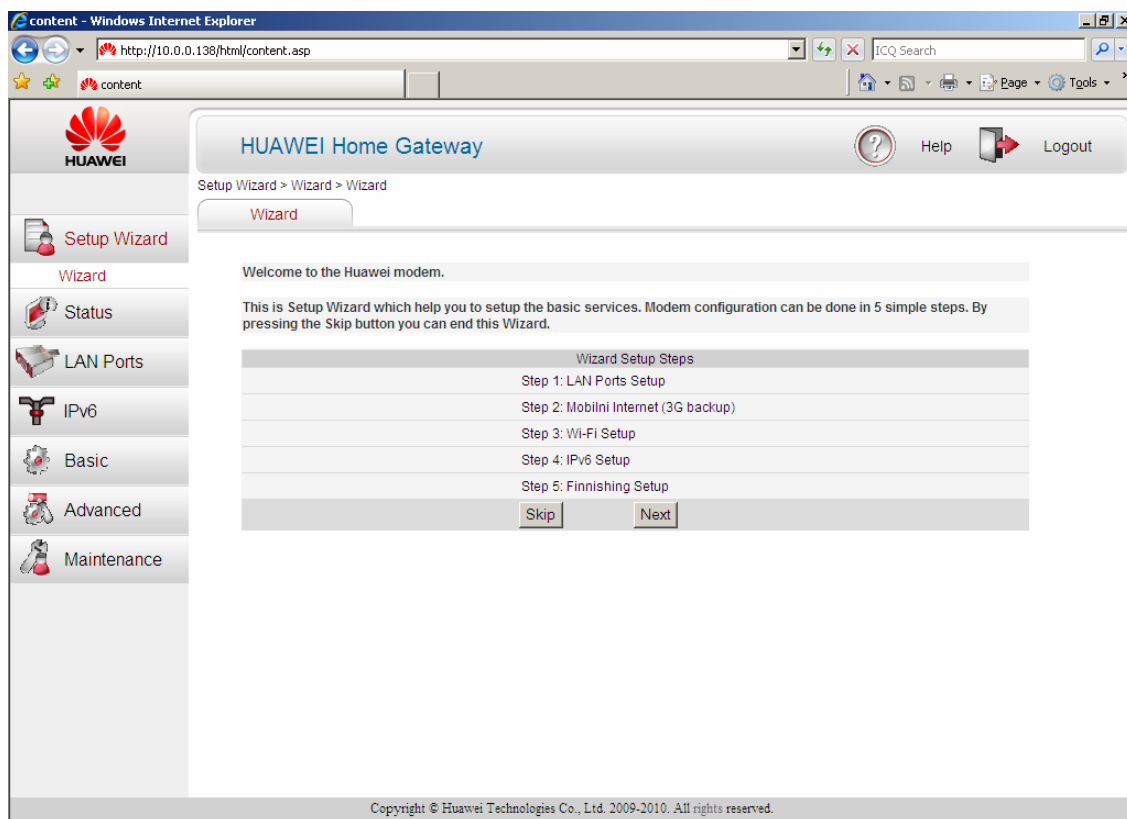 content - Windows Internet Explorer
http://10.0.0.138/html/content.asp
ICQ Search
content
Page
Tools
HUAWEI
HUAWEI Home Gateway
Help
Logout
Setup Wizard > Wizard > Wizard
Wizard
Setup Wizard
Wizard
Status
LAN Ports
IPv6
Basic
Advanced
Maintenance
Welcome to the Huawei modem.
This is Setup Wizard which help you to setup the basic services. Modem configuration can be done in 5 simple steps. By
pressing the Skip button you can end this Wizard.
Wizard Setup Steps
Step 1: LAN Ports Setup
Step 2: Mobilni Internet (3G backup)
Step 3: Wi-Fi Setup
Step 4: IPv6 Setup
Step 5: Finnishing Setup
Skip
Next
Copyright © Huawei Technologies Co., Ltd. 2009-2010. All rights reserved.